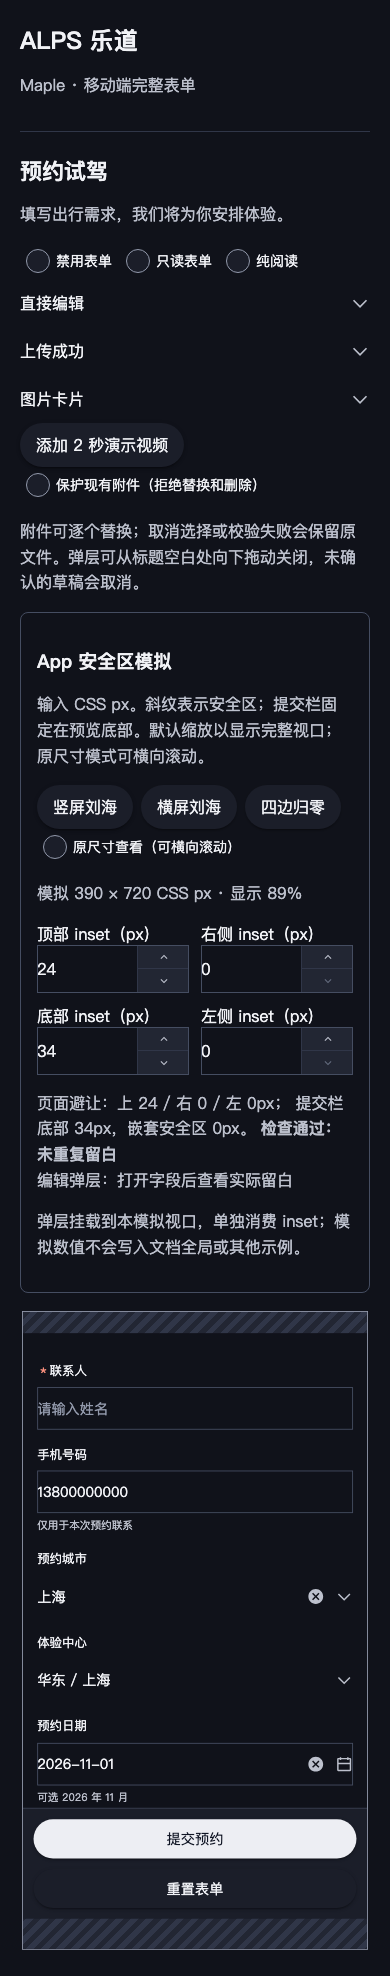 ALPS 乐道
Maple · 移动端完整表单
预约试驾
填写出行需求，我们将为你安排体验。
禁用表单 只读表单 纯阅读
直接编辑
上传成功
图片卡片
添加 2 秒演示视频
保护现有附件（拒绝替换和删除）
附件可逐个替换；取消选择或校验失败会保留原
文件。弹层可从标题空白处向下拖动关闭，未确
认的草稿会取消。
App 安全区模拟
输入 CSS px。斜纹表示安全区；提交栏固
定在预览底部。默认缩放以显示完整视口；
原尺寸模式可横向滚动。
竖屏刘海 横屏刘海 四边归零
原尺寸查看（可横向滚动）
模拟 390 × 720 CSS px · 显示 89%
顶部 inset（px） 右侧 inset（px）
24 0
底部 inset（px） 左侧 inset（px）
34 0
页面避让：上 24 / 右 0 / 左 0px； 提交栏
底部 34px，嵌套安全区 0px。 检查通过：
未重复留白
编辑弹层：打开字段后查看实际留白
弹层挂载到本模拟视口，单独消费 inset；模
拟数值不会写入文档全局或其他示例。
* 联系人
请输入姓名
手机号码
13800000000
仅用于本次预约联系
预约城市
上海
体验中心
华东 / 上海
预约日期
2026-11-01
可选 2026 年 11 月
提交预约
重置表单